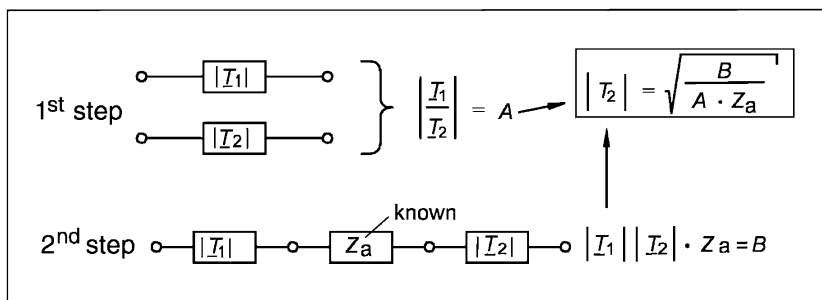 1st step
|T1|
|T2|
|T1/T2| = A
|T2| = √(B / (A · Za))
known
2nd step
|T1|
Za
|T2|
|T1| |T2| · Za = B